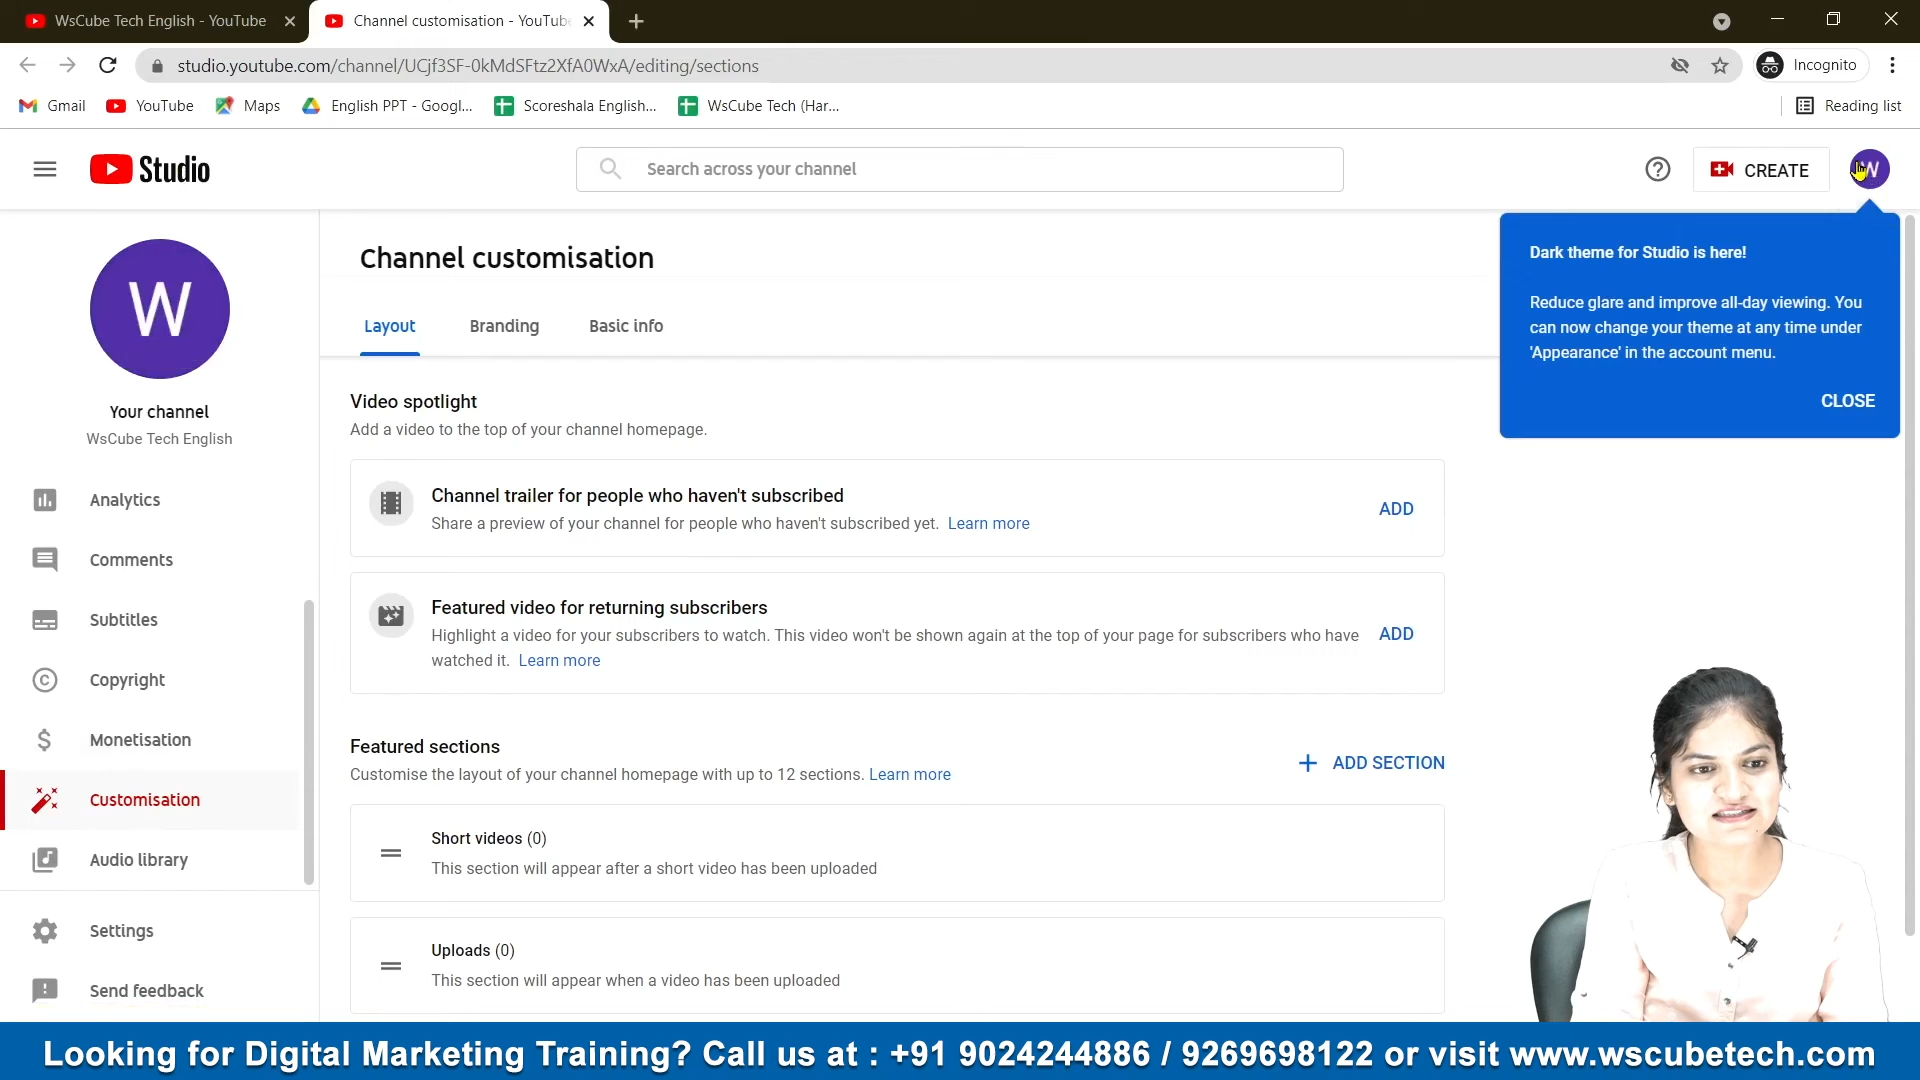 WsCube Tech English - YouTube
Channel customisation - YouTub
studio.youtube.com/channel/UCjf3SF-0kMdSFtz2XfA0WxA/editing/sections
Incognito
Gmail
YouTube
Maps
English PPT - Googl...
Scoreshala English...
WsCube Tech (Har...
Reading list
Studio
Search across your channel
CREATE
W
Dark theme for Studio is here!
Reduce glare and improve all-day viewing. You
can now change your theme at any time under
'Appearance' in the account menu.
CLOSE
W
Your channel
WsCube Tech English
Analytics
Comments
Subtitles
Copyright
Monetisation
Customisation
Audio library
Settings
Send feedback
Channel customisation
Layout
Branding
Basic info
Video spotlight
Add a video to the top of your channel homepage.
Channel trailer for people who haven't subscribed
Share a preview of your channel for people who haven't subscribed yet. Learn more
ADD
Featured video for returning subscribers
Highlight a video for your subscribers to watch. This video won't be shown again at the top of your page for subscribers who have
watched it. Learn more
ADD
Featured sections
Customise the layout of your channel homepage with up to 12 sections. Learn more
ADD SECTION
Short videos (0)
This section will appear after a short video has been uploaded
Uploads (0)
This section will appear when a video has been uploaded
Looking for Digital Marketing Training? Call us at : +91 9024244886 / 9269698122 or visit www.wscubetech.com